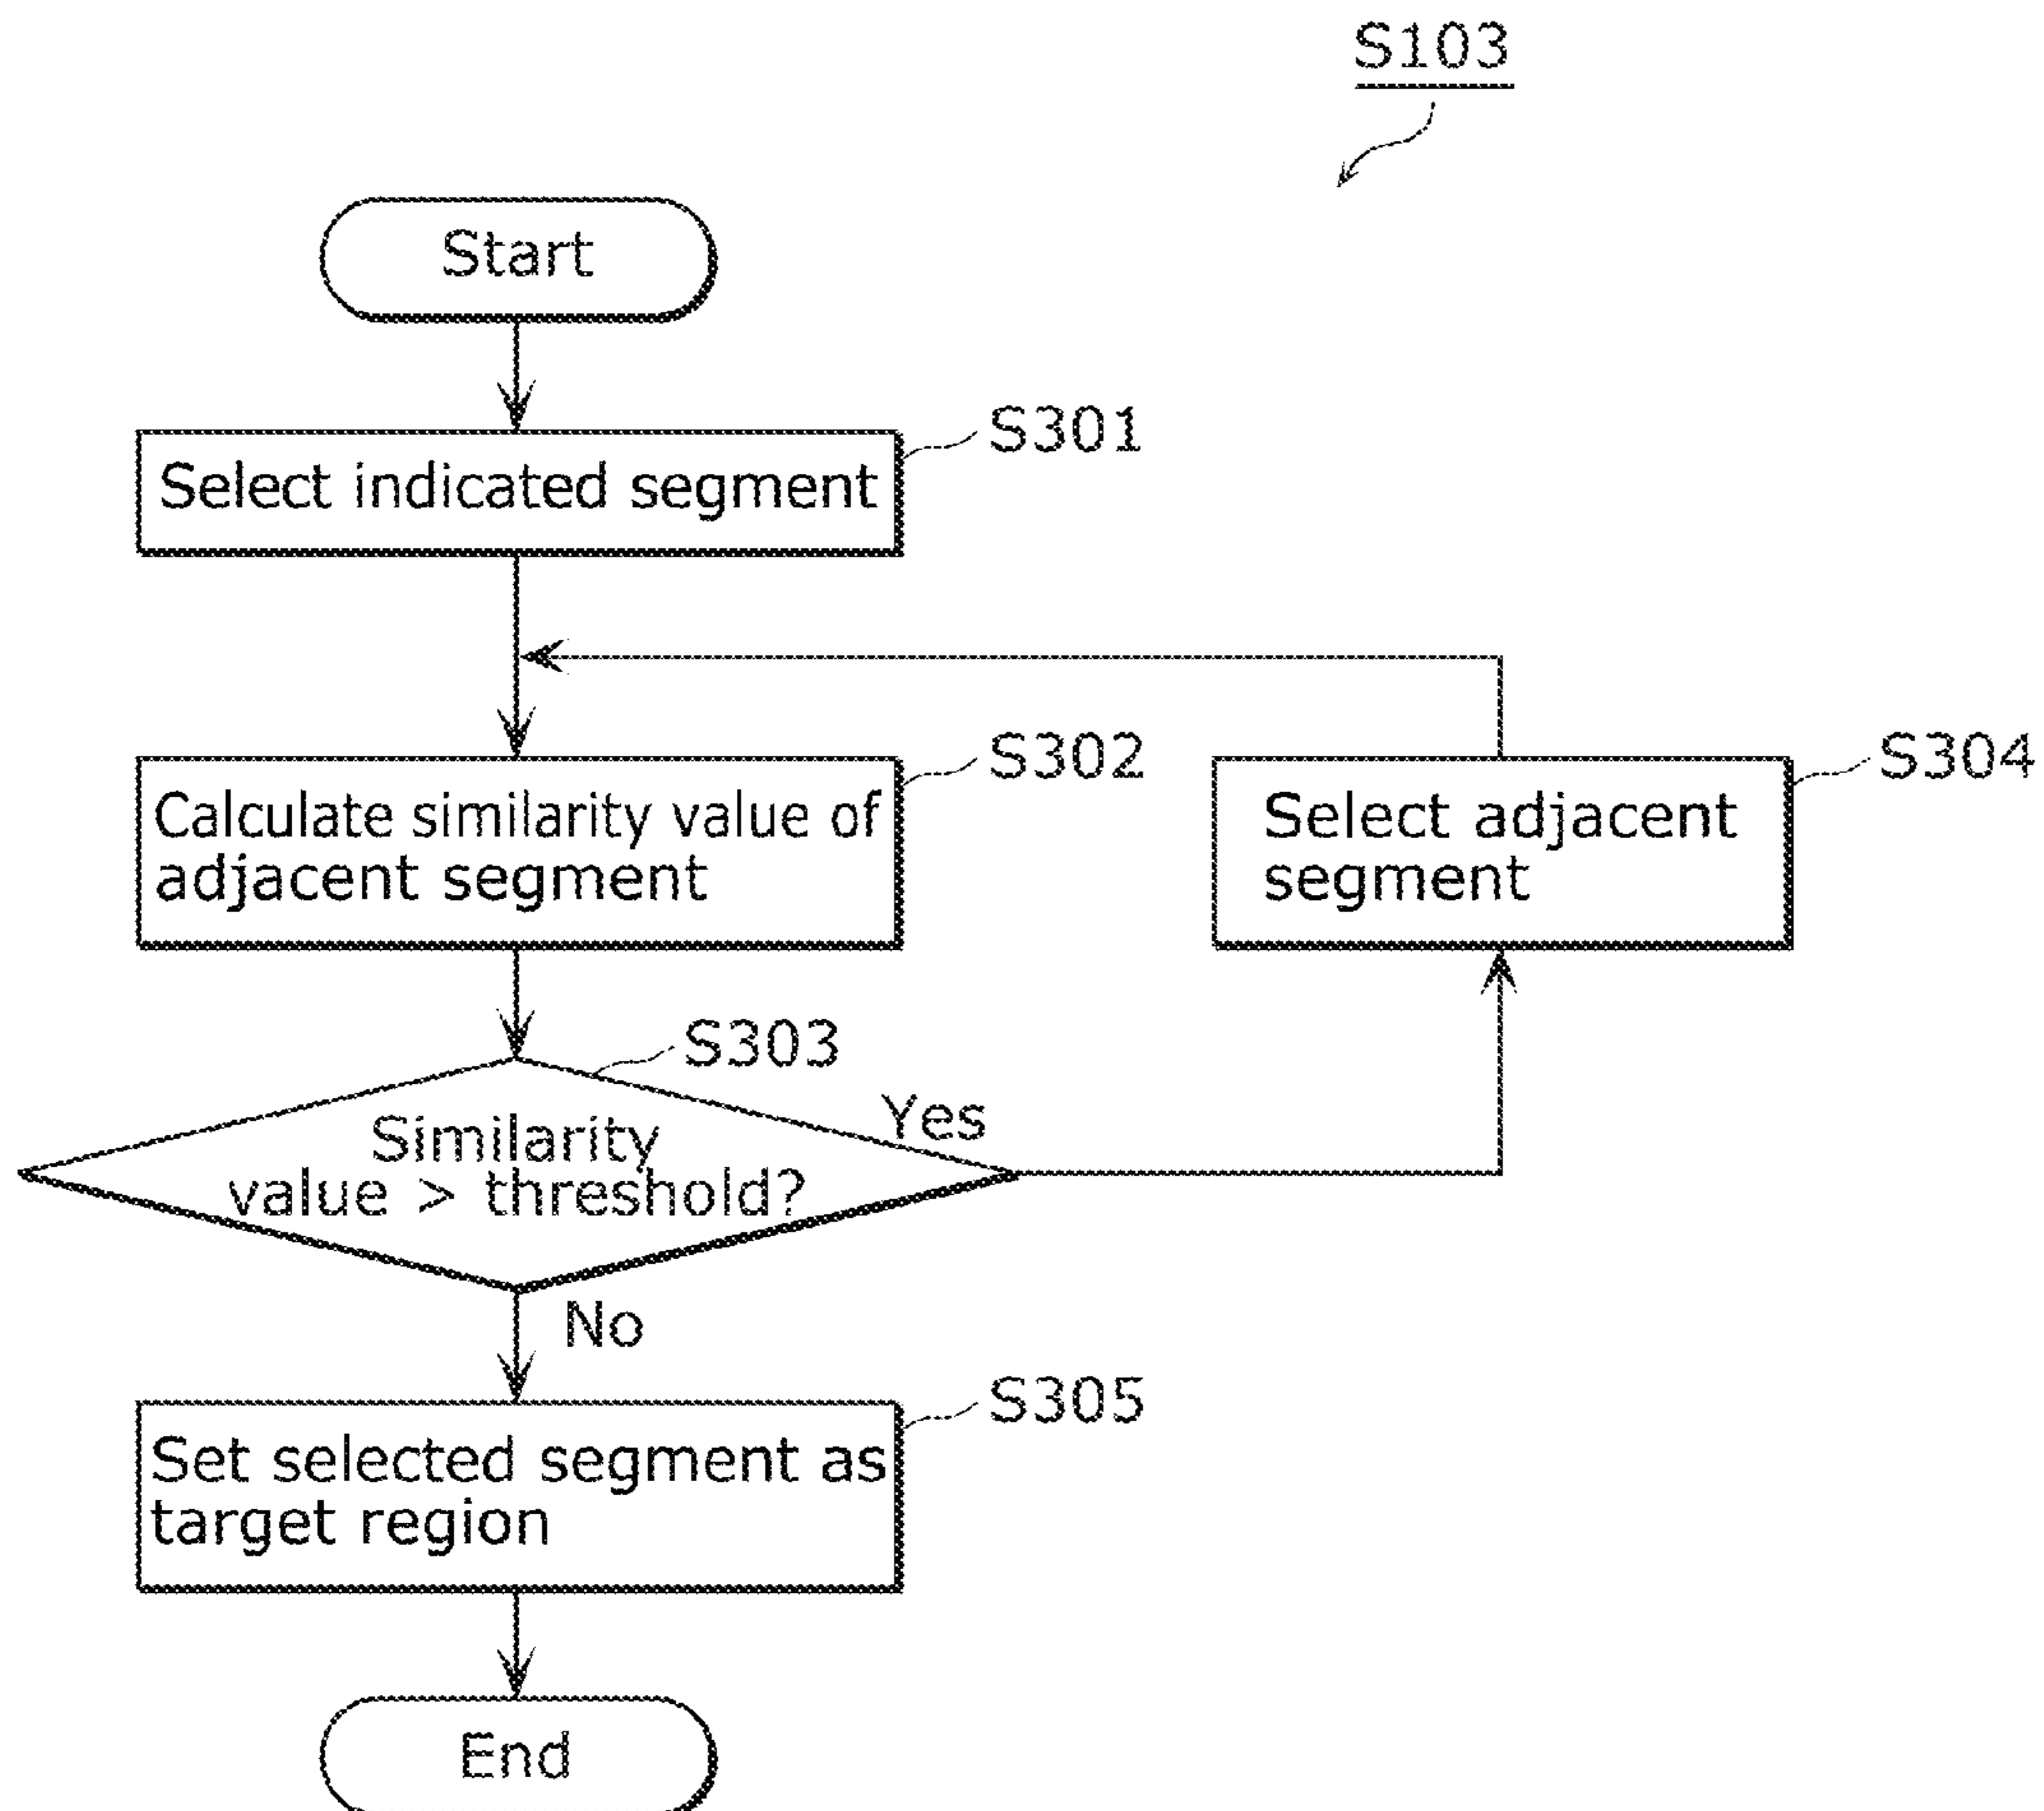 S103
Start
S301
Select indicated segment
S302
Calculate similarity value of
adjacent segment
S304
Select adjacent
segment
S303
Similarity
value > threshold?
Yes
No
S305
Set selected segment as
target region
End